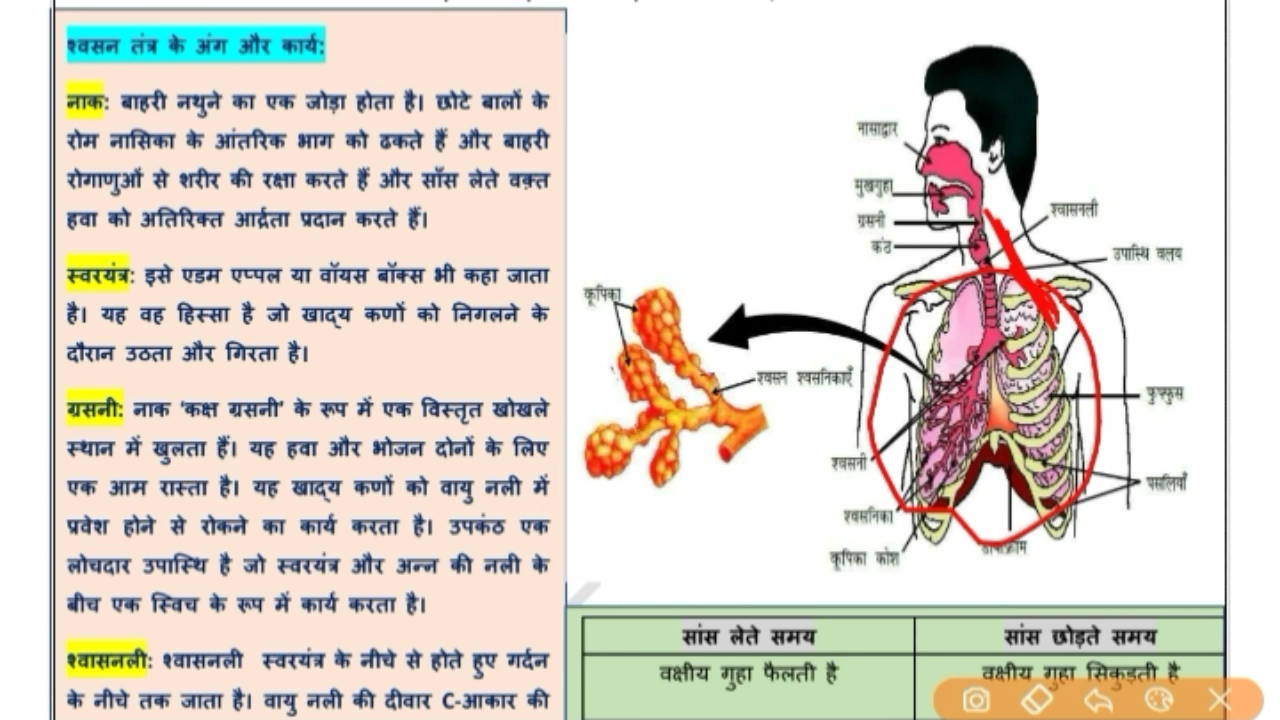 श्वसन तंत्र के अंग और कार्य:
नाक: बाहरी नथुने का एक जोड़ा होता है। छोटे बालों के
रोम नासिका के आंतरिक भाग को ढकते हैं और बाहरी
रोगाणुओं से शरीर की रक्षा करते हैं और साँस लेते वक़्त
हवा को अतिरिक्त आर्द्रता प्रदान करते हैं।
स्वरयंत्र: इसे एडम एप्पल या वॉयस बॉक्स भी कहा जाता
है। यह वह हिस्सा है जो खाद्य कणों को निगलने के
दौरान उठता और गिरता है।
ग्रसनी: नाक 'कक्ष ग्रसनी' के रूप में एक विस्तृत खोखले
स्थान में खुलता हैं। यह हवा और भोजन दोनों के लिए
एक आम रास्ता है। यह खाद्य कणों को वायु नली में
प्रवेश होने से रोकने का कार्य करता है। उपकंठ एक
लोचदार उपास्थि है जो स्वरयंत्र और अन्न की नली के
बीच एक स्विच के रूप में कार्य करता है।
श्वासनली: श्वासनली स्वरयंत्र के नीचे से होते हुए गर्दन
के नीचे तक जाता है। वायु नली की दीवार C-आकार की
नासाद्वार
मुखगुहा
ग्रसनी
कंठ
श्वासनली
उपास्थि वलय
कूपिका
श्वसन श्वसनिकाएँ
फुफ्फुस
श्वसनी
पसलियाँ
श्वसनिका
कूपिका कोश
सांस लेते समय
सांस छोड़ते समय
वक्षीय गुहा फैलती है
वक्षीय गुहा सिकुड़ती है